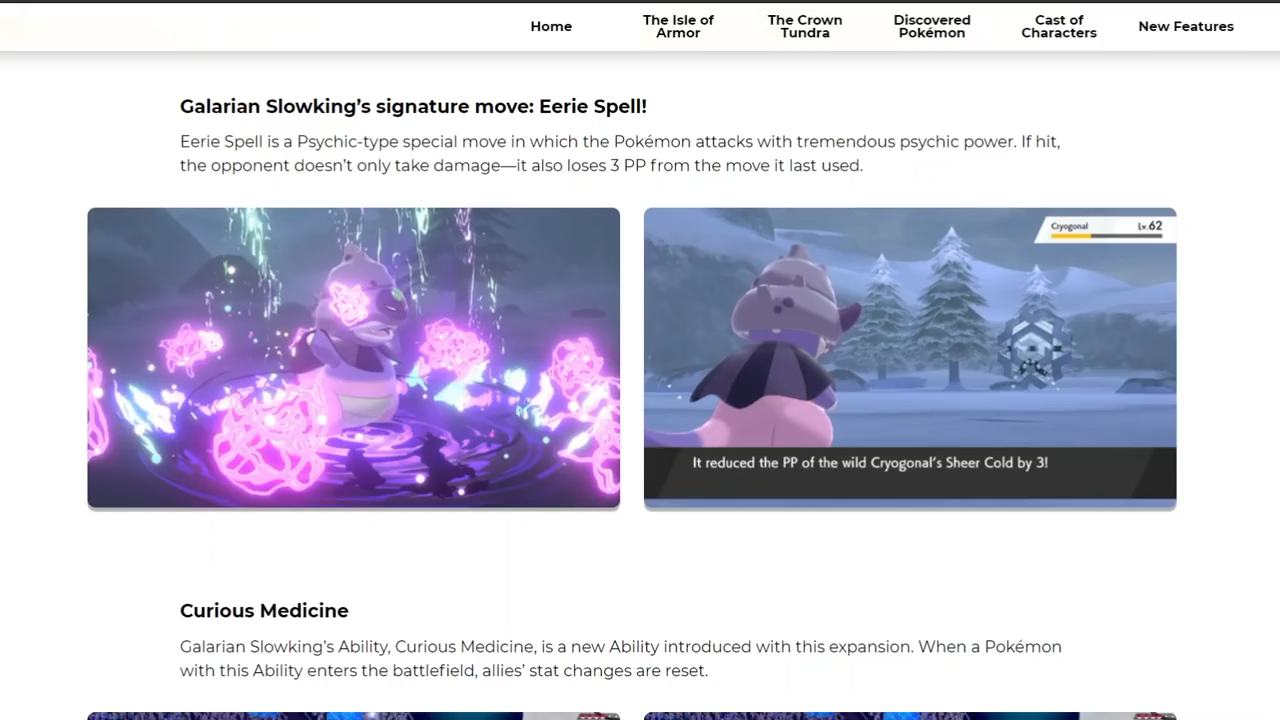 Home
The Isle of
Armor
The Crown
Tundra
Discovered
Pokémon
Cast of
Characters
New Features
Galarian Slowking’s signature move: Eerie Spell!
Eerie Spell is a Psychic-type special move in which the Pokémon attacks with tremendous psychic power. If hit,
the opponent doesn’t only take damage—it also loses 3 PP from the move it last used.
Cryogonal Lv.62
It reduced the PP of the wild Cryogonal’s Sheer Cold by 3!
Curious Medicine
Galarian Slowking’s Ability, Curious Medicine, is a new Ability introduced with this expansion. When a Pokémon
with this Ability enters the battlefield, allies’ stat changes are reset.